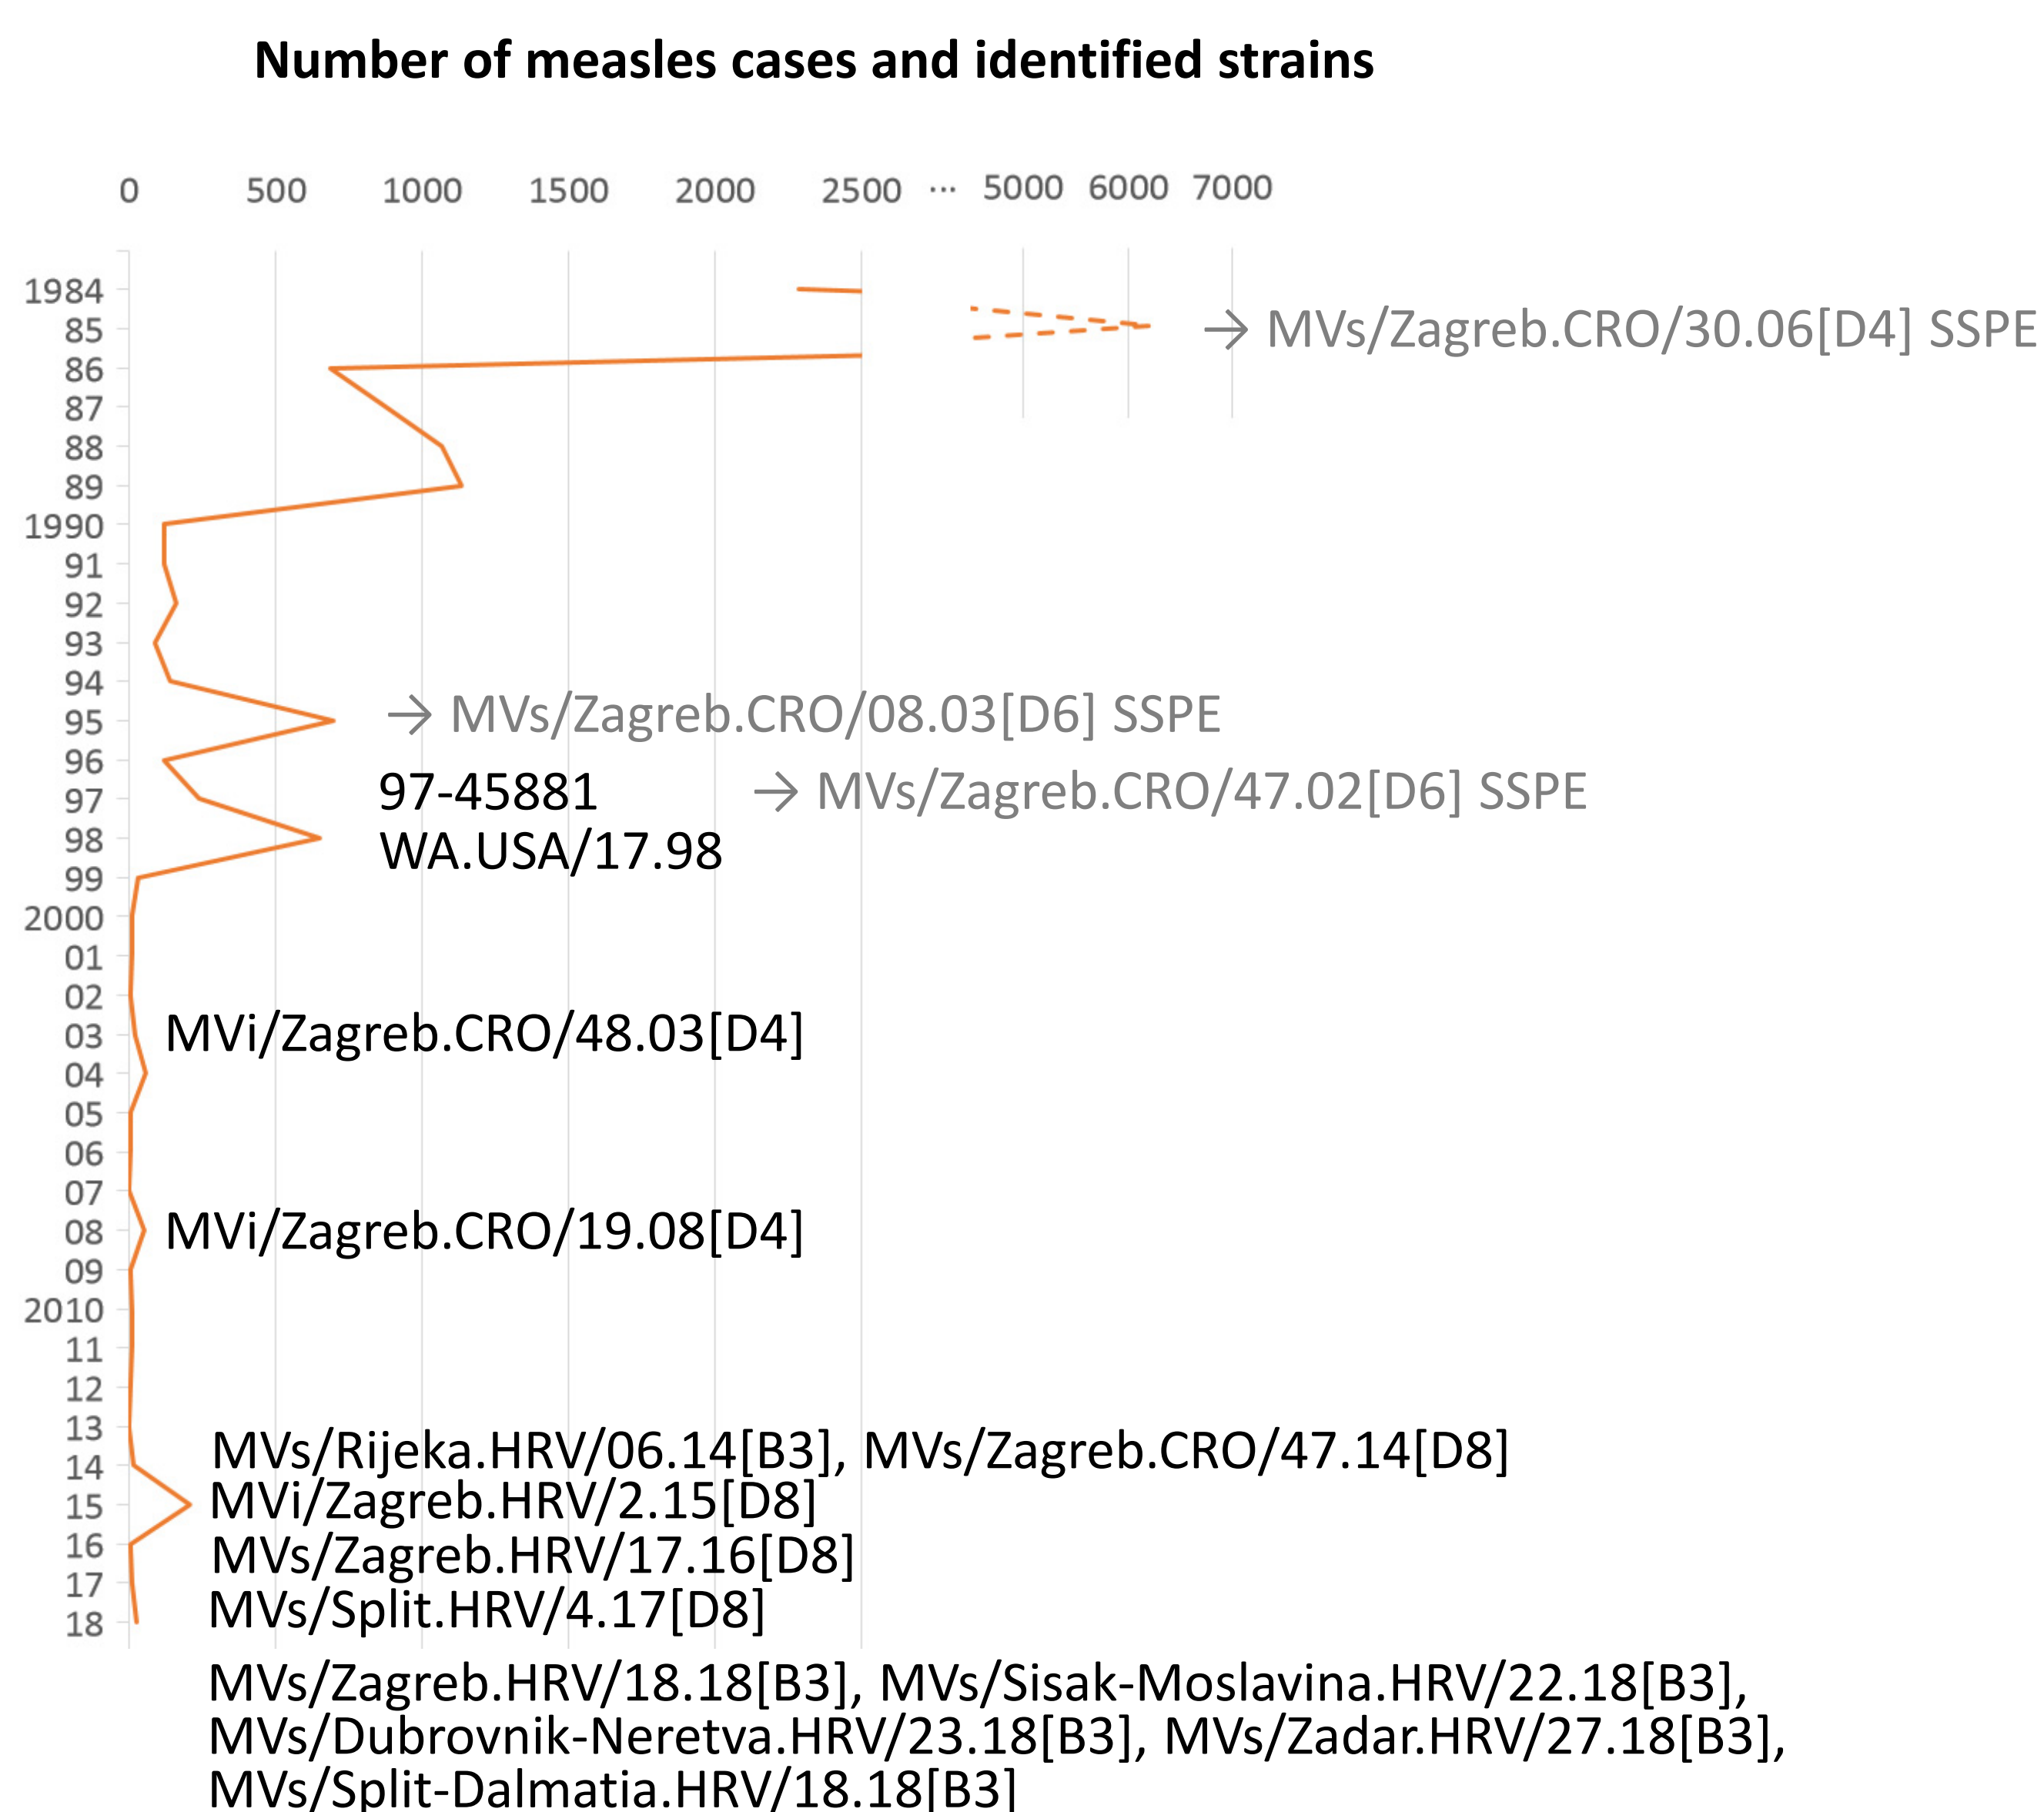 Number of measles cases and identified strains
0 500 1000 1500 2000 2500 ... 5000 6000 7000
1984
85 → MVs/Zagreb.CRO/30.06[D4] SSPE
86
87
88
89
1990
91
92
93
94
95 → MVs/Zagreb.CRO/08.03[D6] SSPE
96
97 97-45881 → MVs/Zagreb.CRO/47.02[D6] SSPE
98 WA.USA/17.98
99
2000
01
02
03 MVi/Zagreb.CRO/48.03[D4]
04
05
06
07
08 MVi/Zagreb.CRO/19.08[D4]
09
2010
11
12
13
14 MVs/Rijeka.HRV/06.14[B3], MVs/Zagreb.CRO/47.14[D8]
15 MVi/Zagreb.HRV/2.15[D8]
16 MVs/Zagreb.HRV/17.16[D8]
17 MVs/Split.HRV/4.17[D8]
18
MVs/Zagreb.HRV/18.18[B3], MVs/Sisak-Moslavina.HRV/22.18[B3],
MVs/Dubrovnik-Neretva.HRV/23.18[B3], MVs/Zadar.HRV/27.18[B3],
MVs/Split-Dalmatia.HRV/18.18[B3]